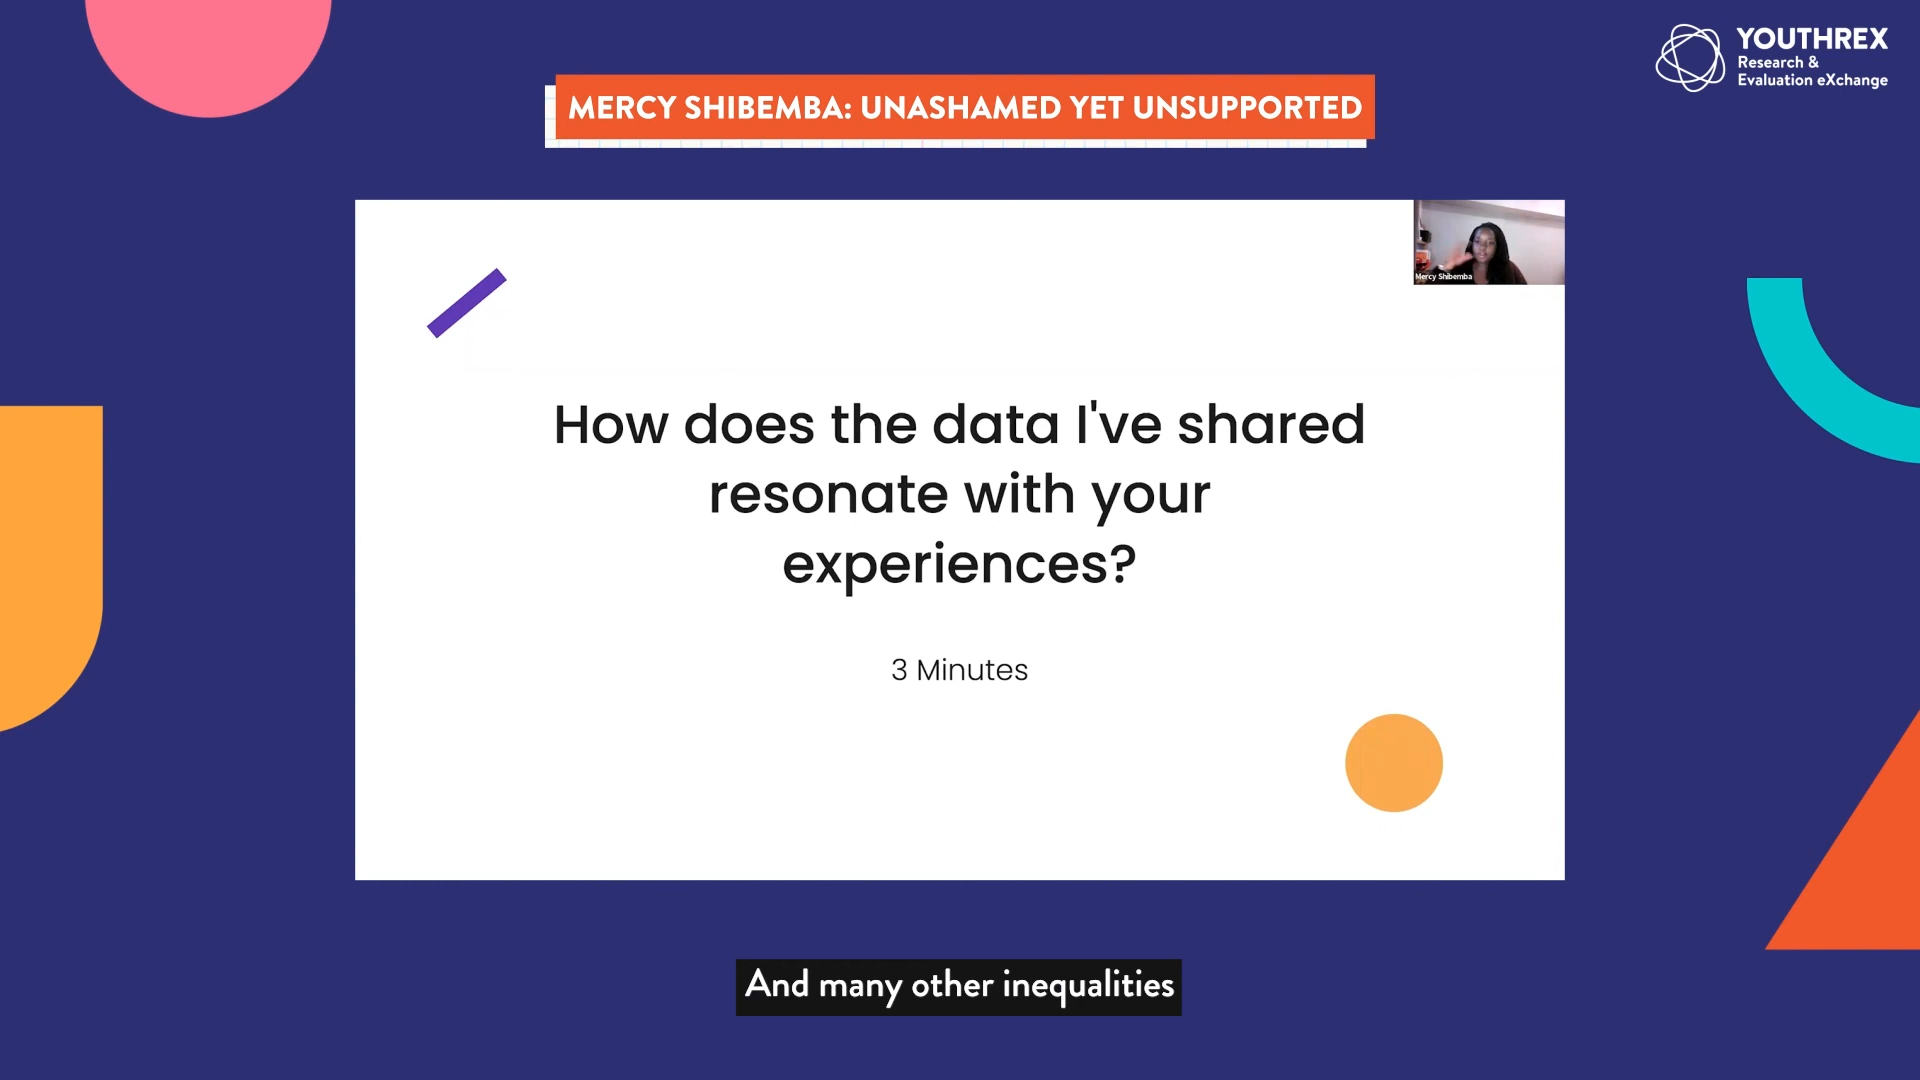 YOUTHREX
Research &
Evaluation eXchange
MERCY SHIBEMBA: UNASHAMED YET UNSUPPORTED
Mercy Shibemba
How does the data I've shared
resonate with your
experiences?
3 Minutes
And many other inequalities